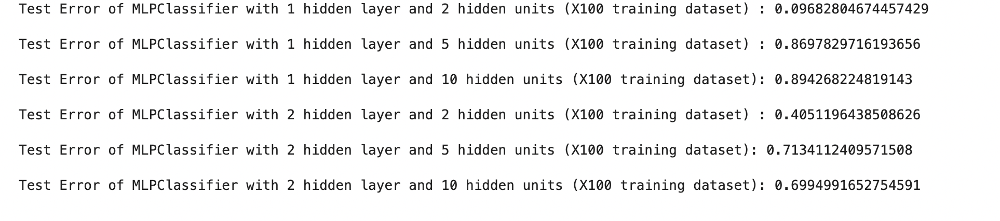 Test Error of MLPClassifier with 1 hidden layer and 2 hidden units (X100 training dataset) : 0.09682804674457429
Test Error of MLPClassifier with 1 hidden layer and 5 hidden units (X100 training dataset) : 0.8697829716193656
Test Error of MLPClassifier with 1 hidden layer and 10 hidden units (X100 training dataset): 0.894268224819143
Test Error of MLPClassifier with 2 hidden layer and 2 hidden units (X100 training dataset) : 0.4051196438508626
Test Error of MLPClassifier with 2 hidden layer and 5 hidden units (X100 training dataset): 0.7134112409571508
Test Error of MLPClassifier with 2 hidden layer and 10 hidden units (X100 training dataset): 0.6994991652754591